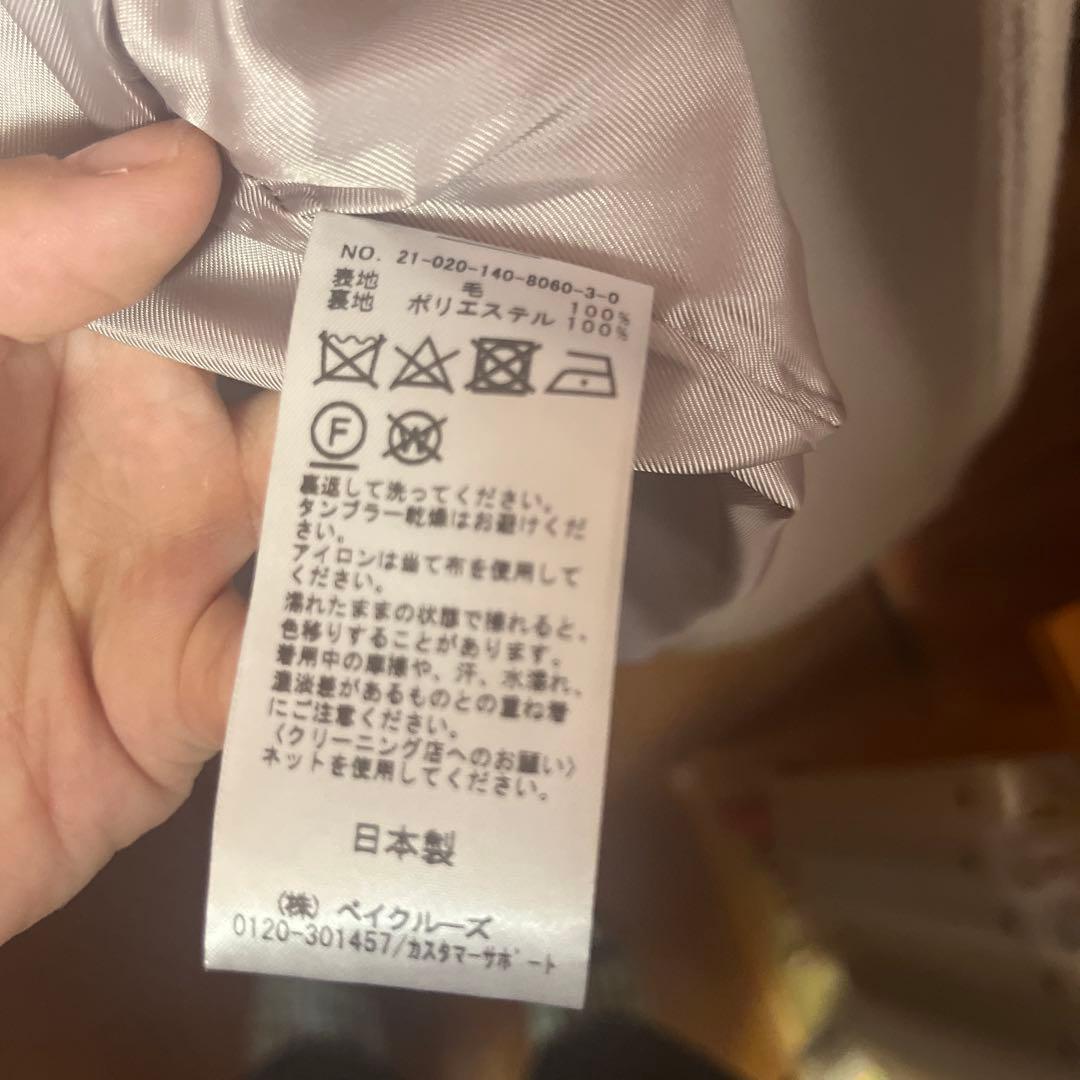 NO. 21-020-140-8060-3-0
表地 毛 100%
裏地 ポリエステル 100%
F W
裏返して洗ってください。
タンブラー乾燥はお避けくだ
さい。
アイロンは当て布を使用して
ください。
濡れたままの状態で擦れると、
色移りすることがあります。
着用中の摩擦や、汗、水濡れ、
濃淡差があるものとの重ね着
にご注意ください。
〈クリーニング店へのお願い〉
ネットを使用してください。
日本製
(株) ベイクルーズ
0120-301457/カスタマーサポート